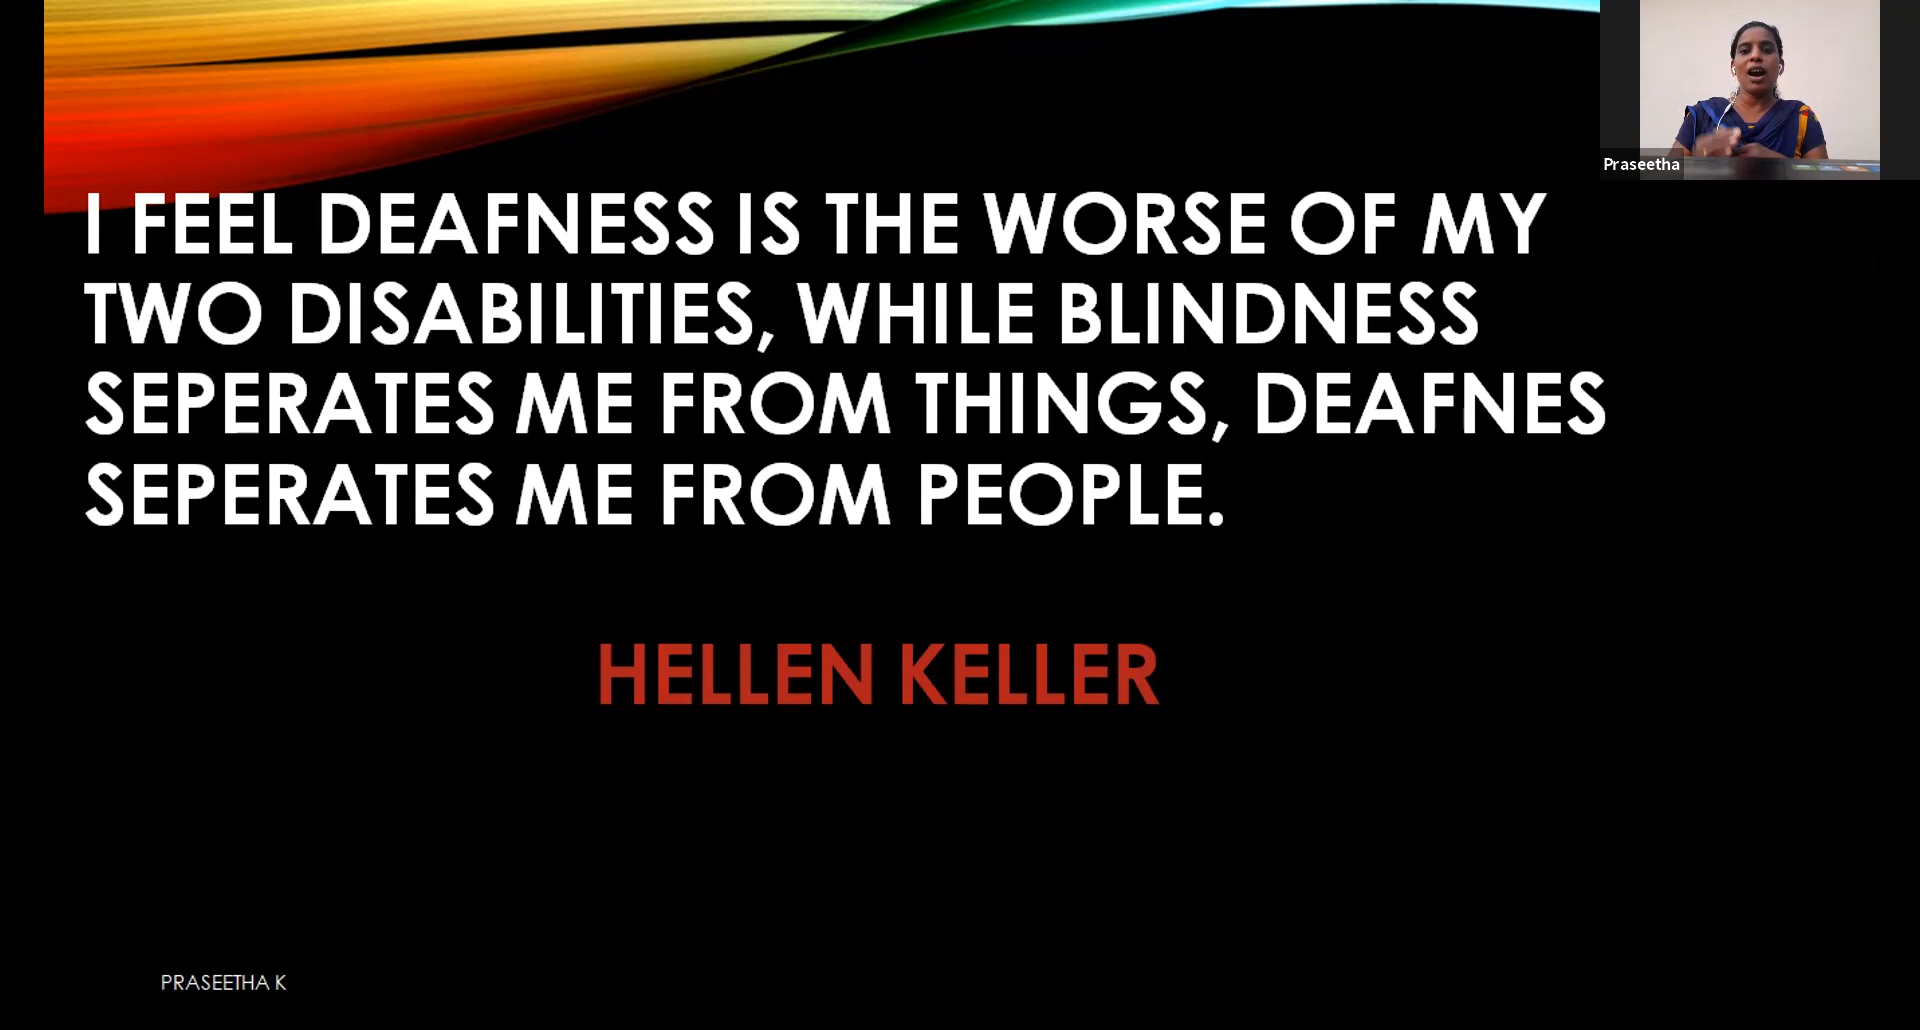 Praseetha
I FEEL DEAFNESS IS THE WORSE OF MY
TWO DISABILITIES, WHILE BLINDNESS
SEPERATES ME FROM THINGS, DEAFNES
SEPERATES ME FROM PEOPLE.
HELLEN KELLER
PRASEETHA K